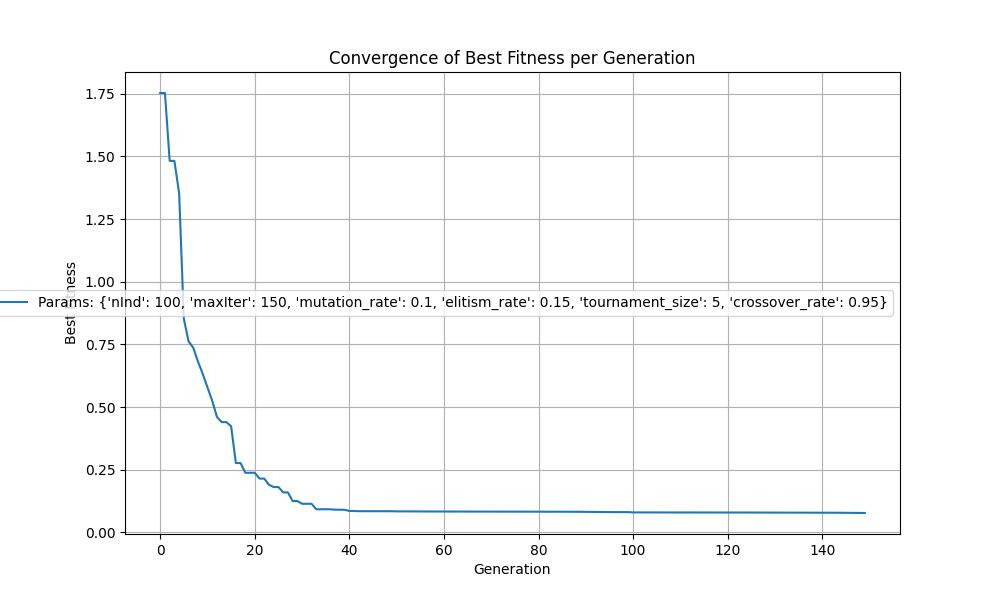 Convergence of Best Fitness per Generation
1.75
1.50
1.25
1.00
0.75
0.50
0.25
0.00
Best Fitness
Params: {'nInd': 100, 'maxIter': 150, 'mutation_rate': 0.1, 'elitism_rate': 0.15, 'tournament_size': 5, 'crossover_rate': 0.95}
0 20 40 60 80 100 120 140
Generation